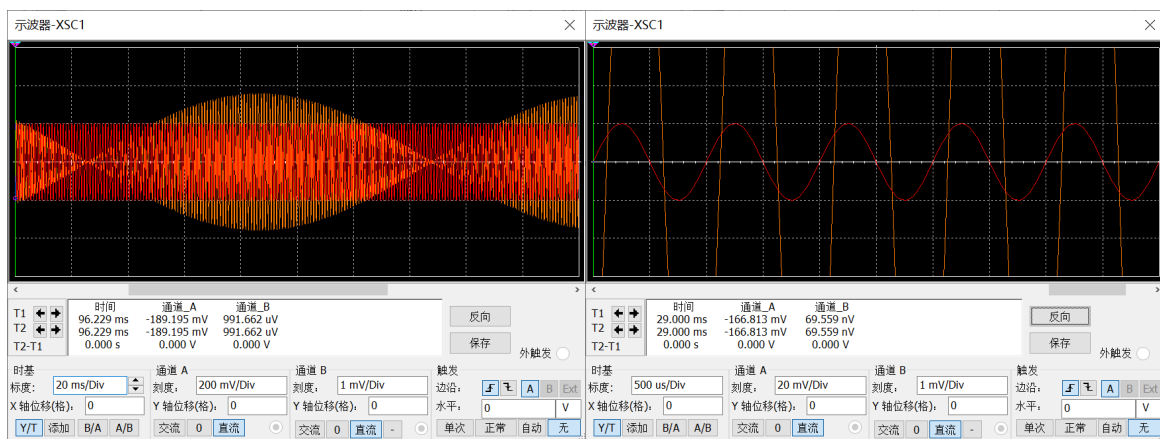 示波器-XSC1
时间 通道_A 通道_B
T1 96.229 ms -189.195 mV 991.662 uV
T2 96.229 ms -189.195 mV 991.662 uV
T2-T1 0.000 s 0.000 V 0.000 V
反向
保存
外触发
时基
标度: 20 ms/Div
X 轴位移(格): 0
Y/T 添加 B/A A/B
通道 A
刻度: 200 mV/Div
Y 轴位移(格): 0
交流 0 直流
通道 B
刻度: 1 mV/Div
Y 轴位移(格): 0
交流 0 直流 -
触发
边沿: A B Ext
水平: 0 V
单次 正常 自动 无
示波器-XSC1
时间 通道_A 通道_B
T1 29.000 ms -166.813 mV 69.559 nV
T2 29.000 ms -166.813 mV 69.559 nV
T2-T1 0.000 s 0.000 V 0.000 V
反向
保存
外触发
时基
标度: 500 us/Div
X 轴位移(格): 0
Y/T 添加 B/A A/B
通道 A
刻度: 20 mV/Div
Y 轴位移(格): 0
交流 0 直流
通道 B
刻度: 1 mV/Div
Y 轴位移(格): 0
交流 0 直流 -
触发
边沿: A B Ext
水平: 0 V
单次 正常 自动 无